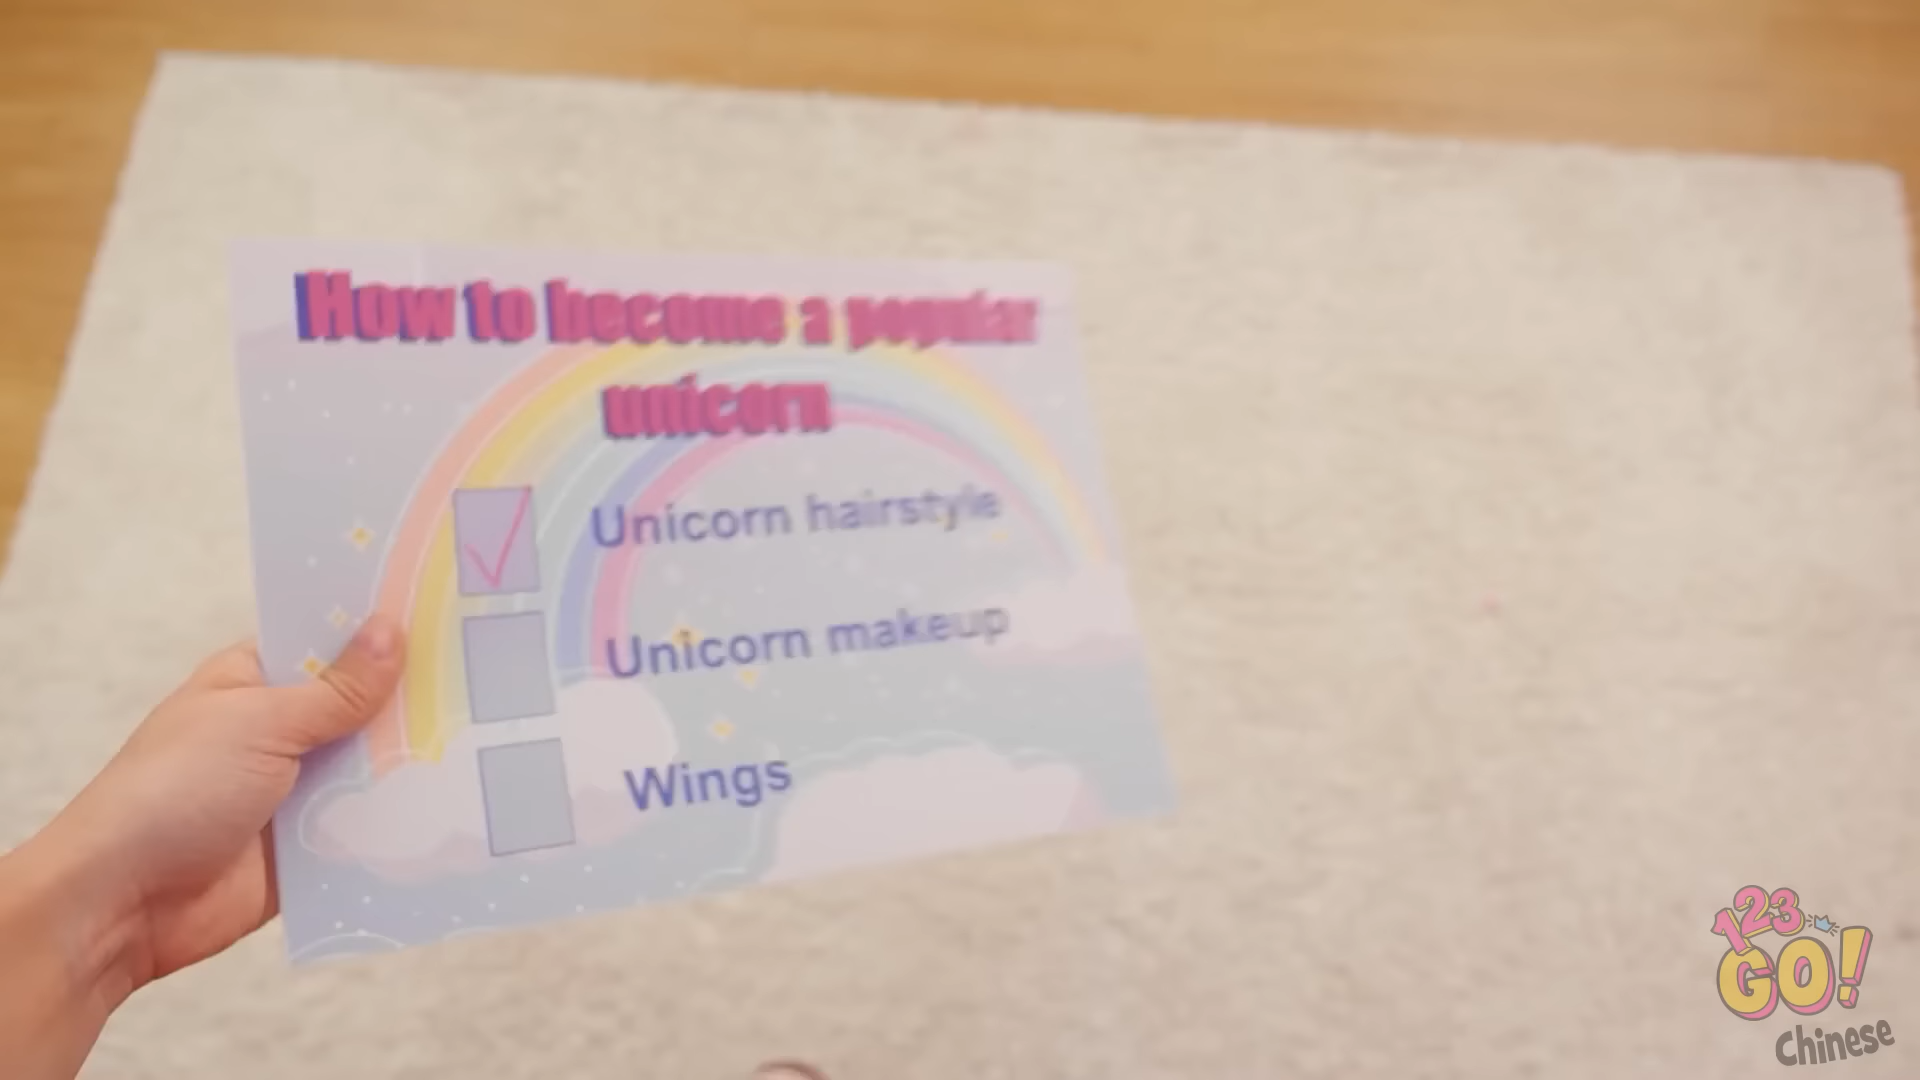 How to become a popular
unicorn
Unicorn hairstyle
Unicorn makeup
Wings
123
GO!
Chinese